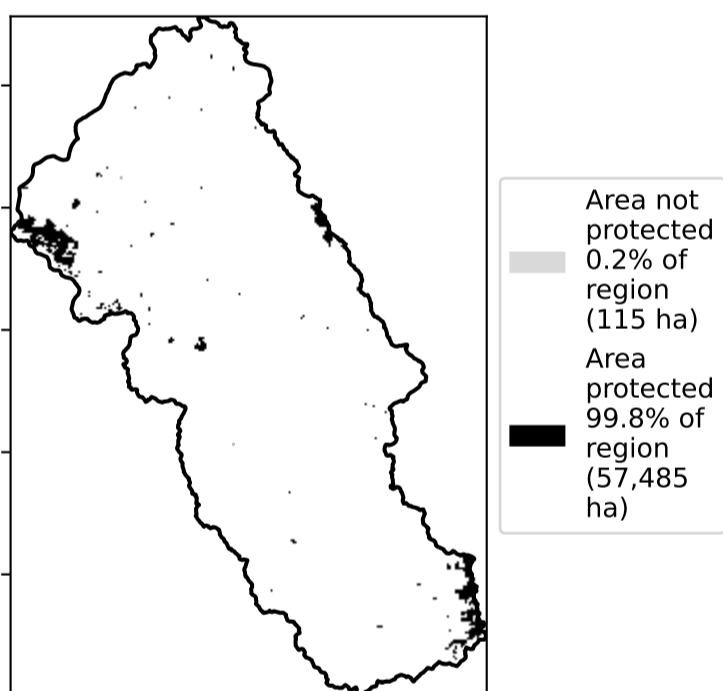 Area not
protected
0.2% of
region
(115 ha)
Area
protected
99.8% of
region
(57,485
ha)